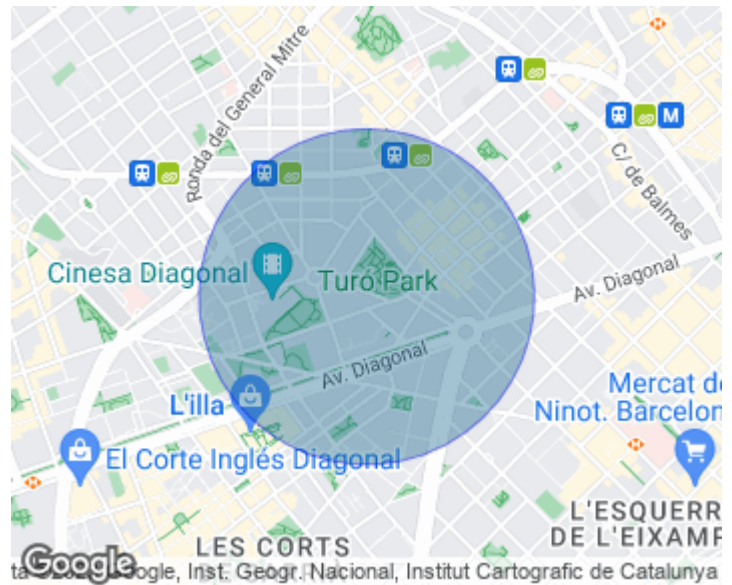 Ronda del General Mitre
M
C/ de Balmes
Cinesa Diagonal
Turó Park
Av. Diagonal
Av. Diagonal
L'illa
Mercat de
Ninot. Barcelon
El Corte Inglés Diagonal
L'ESQUERR
DE L'EIXAMP
LES CORTS
Google
Google, Inst. Geogr. Nacional, Institut Cartografic de Catalunya